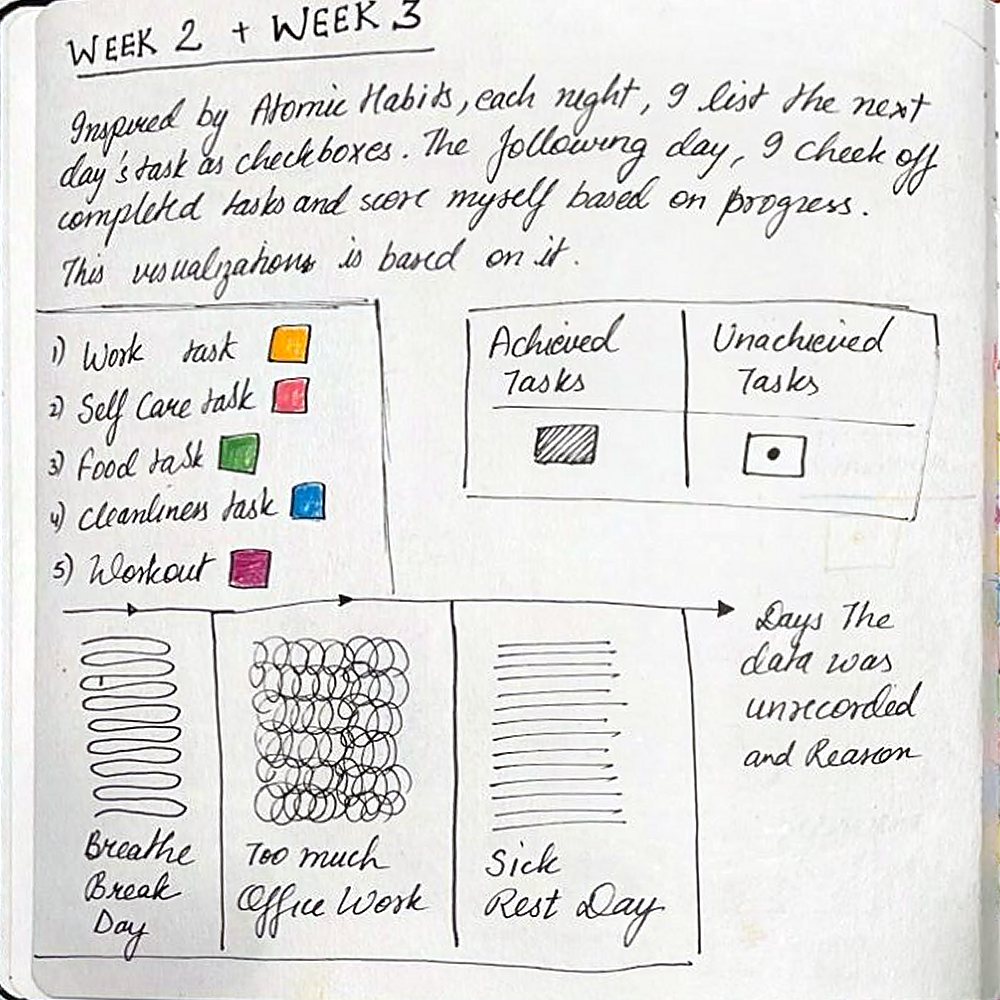 WEEK 2 + WEEK 3
Inspired by Atomic Habits, each night, I list the next
day's task as checkboxes. The following day, I check off
completed tasks and score myself based on progress.
This visualizations is based on it.
1) Work task
2) Self Care task
3) Food task
4) Cleanliness task
5) Workout
Achieved
Tasks
Unachieved
Tasks
Days The
data was
unrecorded
and Reason
Breathe
Break
Day
Too much
Office Work
Sick
Rest Day